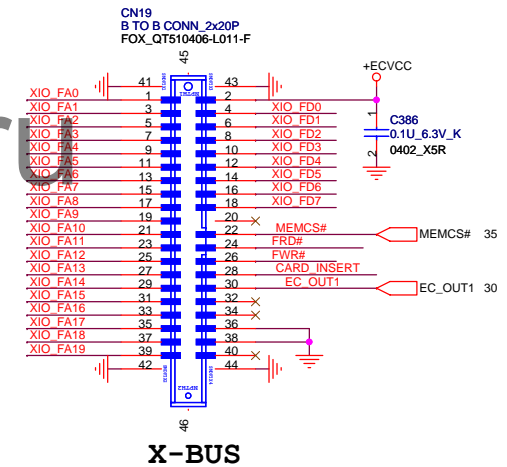 CN19
B TO B CONN_2x20P
FOX_QT510406-L011-F
45
+ECVCC
41
43
XIO_FA0
1
2
XIO_FA1
3
4
XIO_FD0
XIO_FA2
5
6
XIO_FD1
XIO_FA3
7
8
XIO_FD2
XIO_FA4
9
10
XIO_FD3
XIO_FA5
11
12
XIO_FD4
XIO_FA6
13
14
XIO_FD5
XIO_FA7
15
16
XIO_FD6
XIO_FA8
17
18
XIO_FD7
XIO_FA9
19
20
XIO_FA10
21
22
MEMCS#
MEMCS# 35
XIO_FA11
23
24
FRD#
XIO_FA12
25
26
FWR#
XIO_FA13
27
28
CARD_INSERT
XIO_FA14
29
30
EC_OUT1
EC_OUT1 30
XIO_FA15
31
32
XIO_FA16
33
34
XIO_FA17
35
36
XIO_FA18
37
38
XIO_FA19
39
40
42
44
46
1
C386
0.1U_6.3V_K
2
0402_X5R
X-BUS